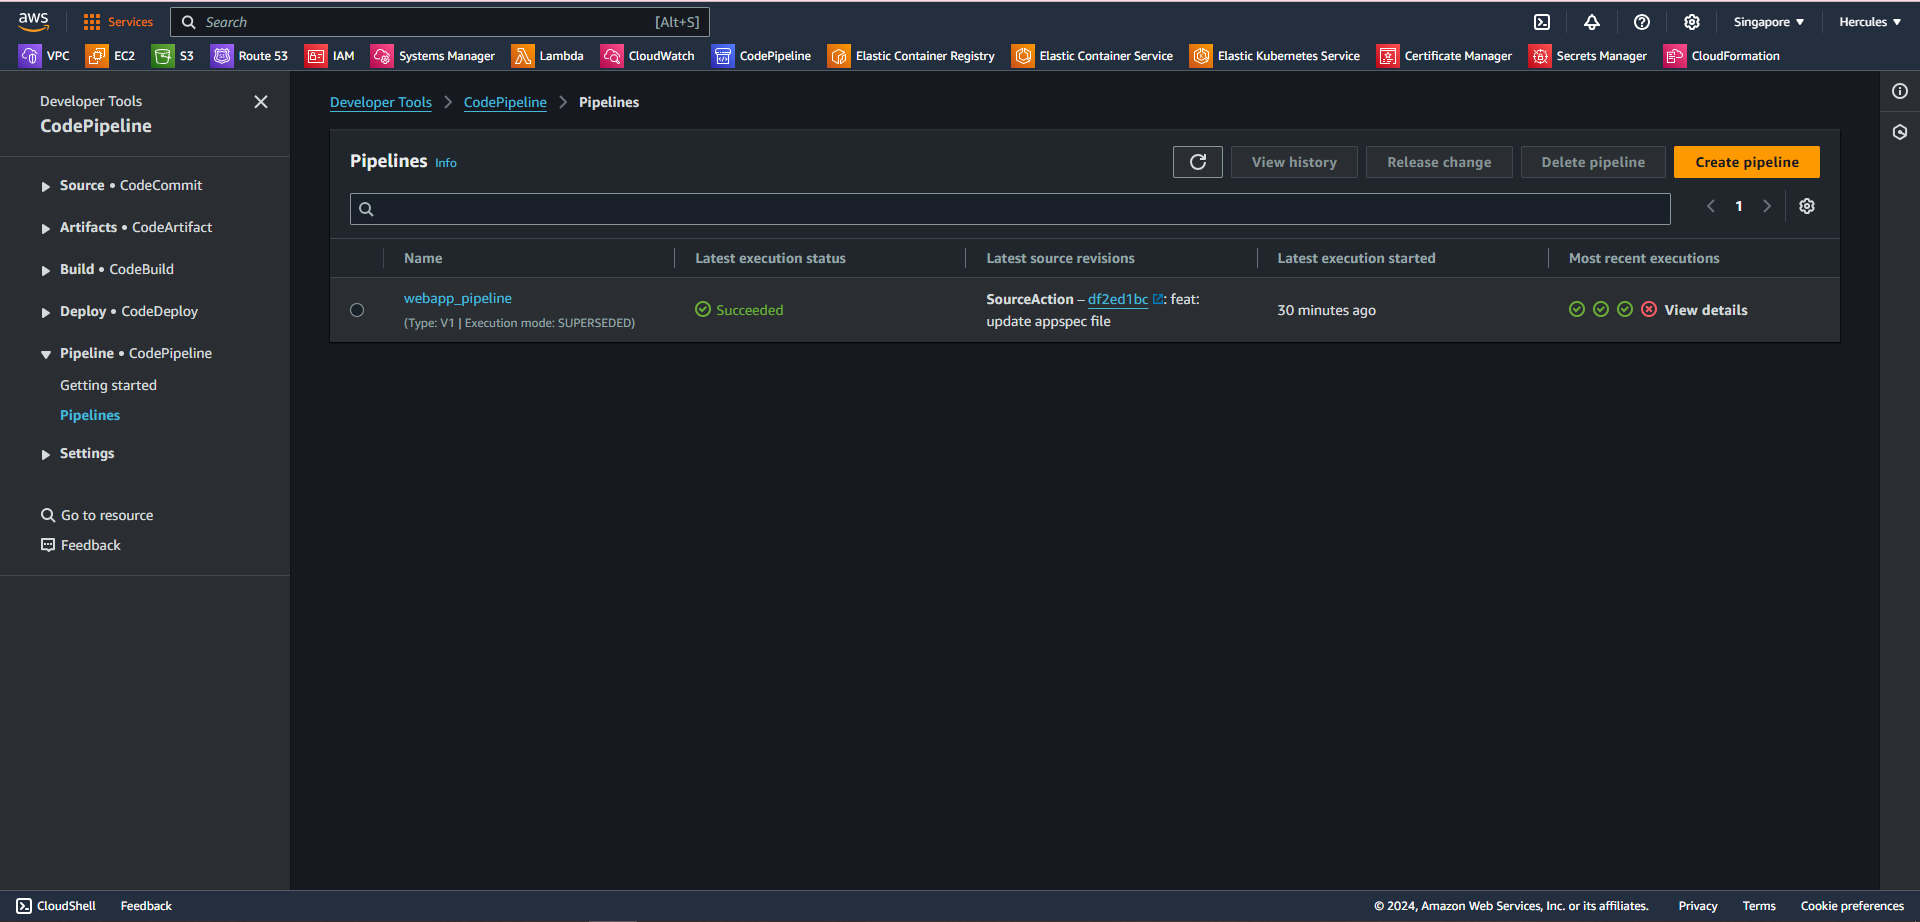 aws
Services
Search
[Alt+S]
Singapore
Hercules
VPC
EC2
S3
Route 53
IAM
Systems Manager
Lambda
CloudWatch
CodePipeline
Elastic Container Registry
Elastic Container Service
Elastic Kubernetes Service
Certificate Manager
Secrets Manager
CloudFormation
Developer Tools
CodePipeline
Source • CodeCommit
Artifacts • CodeArtifact
Build • CodeBuild
Deploy • CodeDeploy
Pipeline • CodePipeline
Getting started
Pipelines
Settings
Go to resource
Feedback
Developer Tools
CodePipeline
Pipelines
Pipelines Info
View history
Release change
Delete pipeline
Create pipeline
1
Name
Latest execution status
Latest source revisions
Latest execution started
Most recent executions
webapp_pipeline
(Type: V1 | Execution mode: SUPERSEDED)
Succeeded
SourceAction – df2ed1bc : feat:
update appspec file
30 minutes ago
View details
CloudShell
Feedback
© 2024, Amazon Web Services, Inc. or its affiliates.
Privacy
Terms
Cookie preferences